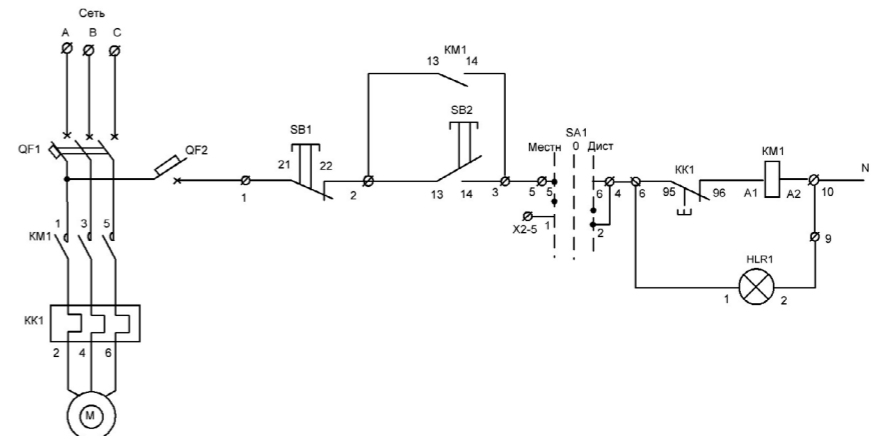 Сеть
A B C
KM1
13 14
QF1
QF2
SB1
SB2
21 22
Местн SA1 Дист
0
KK1
KM1
N
1
2
13 14
3
5 5
6 4 6
95 96
A1 A2
10
X2-5 1
2
9
1 3 5
KM1
HLR1
1 2
KK1
2 4 6
M